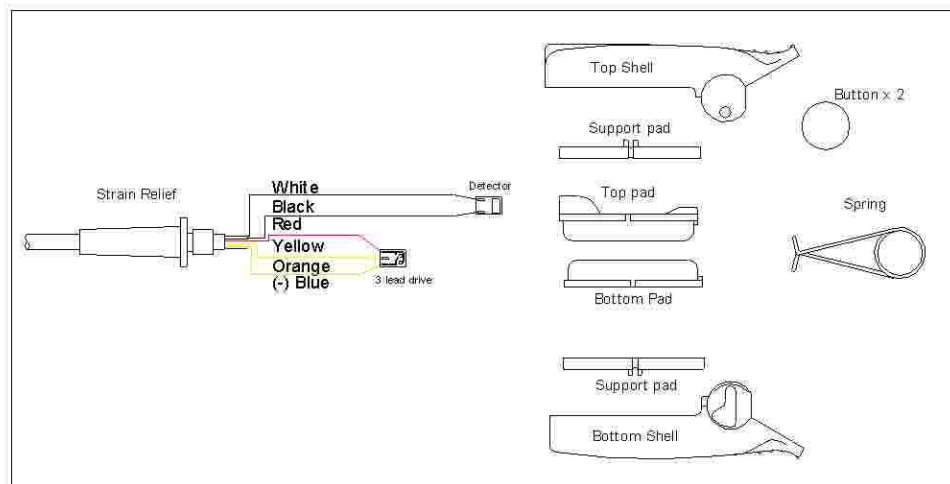 Top Shell
Button x 2
Support pad
Strain Relief
White
Detector
Top pad
Spring
Black
Red
Yellow
Orange
3 lead drive
(-) Blue
Bottom Pad
Support pad
Bottom Shell